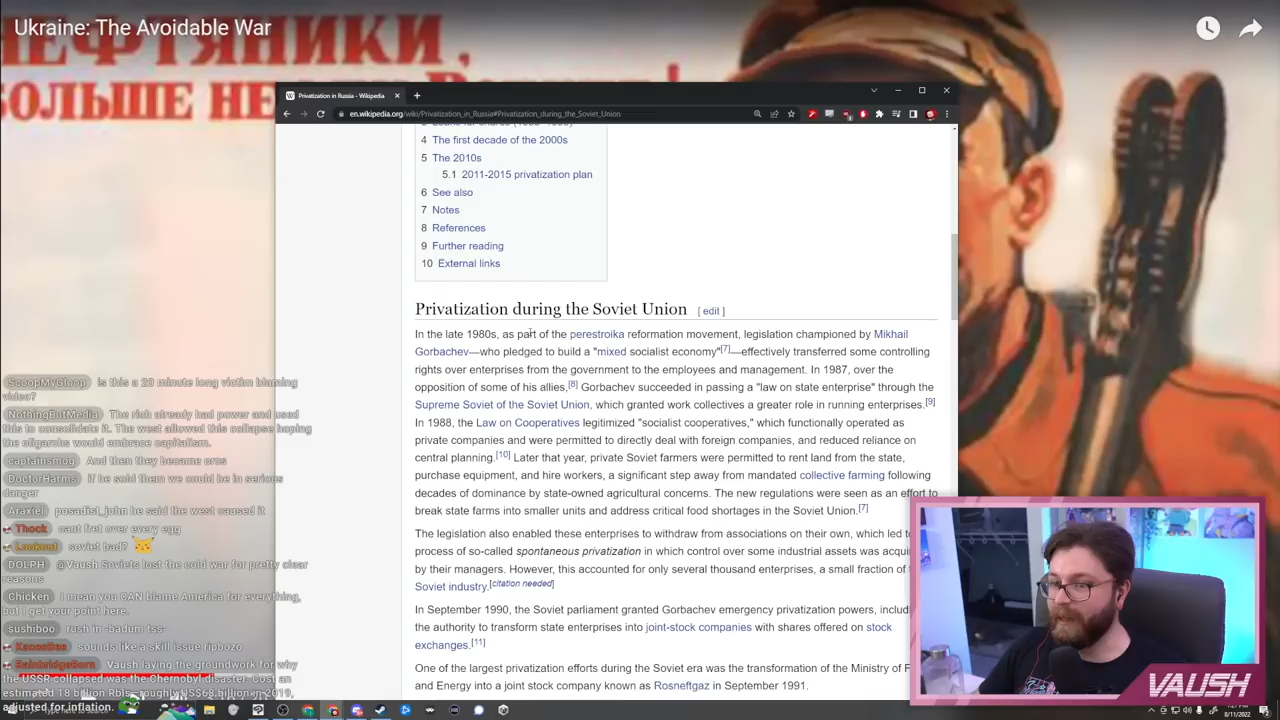 Ukraine: The Avoidable War
НЕФТЯНИКИ,
БОЛЬШЕ НЕ
Privatization in Russia - Wikipedia
en.wikipedia.org/wiki/Privatization_in_Russia#Privatization_during_the_Soviet_Union
4 The first decade of the 2000s
5 The 2010s
5.1 2011-2015 privatization plan
6 See also
7 Notes
8 References
9 Further reading
10 External links
Privatization during the Soviet Union [ edit ]
In the late 1980s, as part of the perestroika reformation movement, legislation championed by Mikhail
Gorbachev—who pledged to build a "mixed socialist economy"[7]—effectively transferred some controlling
rights over enterprises from the government to the employees and management. In 1987, over the
opposition of some of his allies,[8] Gorbachev succeeded in passing a "law on state enterprise" through the
Supreme Soviet of the Soviet Union, which granted work collectives a greater role in running enterprises.[9]
In 1988, the Law on Cooperatives legitimized "socialist cooperatives," which functionally operated as
private companies and were permitted to directly deal with foreign companies, and reduced reliance on
central planning.[10] Later that year, private Soviet farmers were permitted to rent land from the state,
purchase equipment, and hire workers, a significant step away from mandated collective farming following
decades of dominance by state-owned agricultural concerns. The new regulations were seen as an effort to
break state farms into smaller units and address critical food shortages in the Soviet Union.[7]
The legislation also enabled these enterprises to withdraw from associations on their own, which led to
process of so-called spontaneous privatization in which control over some industrial assets was acqui
by their managers. However, this accounted for only several thousand enterprises, a small fraction of
Soviet industry.[citation needed]
In September 1990, the Soviet parliament granted Gorbachev emergency privatization powers, includ
the authority to transform state enterprises into joint-stock companies with shares offered on stock
exchanges.[11]
One of the largest privatization efforts during the Soviet era was the transformation of the Ministry of F
and Energy into a joint stock company known as Rosneftgaz in September 1991.
ScoopMyGloop is this a 20 minute long victim blaming
video?
NothingButMedia The rich already had power and used
this to consolidate it. The west allowed this collapse hoping
the oligarchs would embrace capitalism.
captainsmog And then they became orcs
DoctorHarms if he said them we could be in serious
danger
Araxiel posadist_john he said the west caused it
Thock cant fret over every egg
Lookout soviet bad?
DOLPH @Vaush Soviets lost the cold war for pretty clear
reasons
Chicken I mean you CAN blame America for everything,
but I get your point here.
sushiboo rush in -badum tss-
XaceeBee sounds like a skill issue ripbozo
BainbridgeBurn Vaush laying the groundwork for why
the USSR collapsed was the Chernobyl disaster. Cost an
estimated 18 billion Rbls—roughly US$68 billion in 2019,
adjusted for inflation.
VAUSH
1:27 PM
8/11/2022